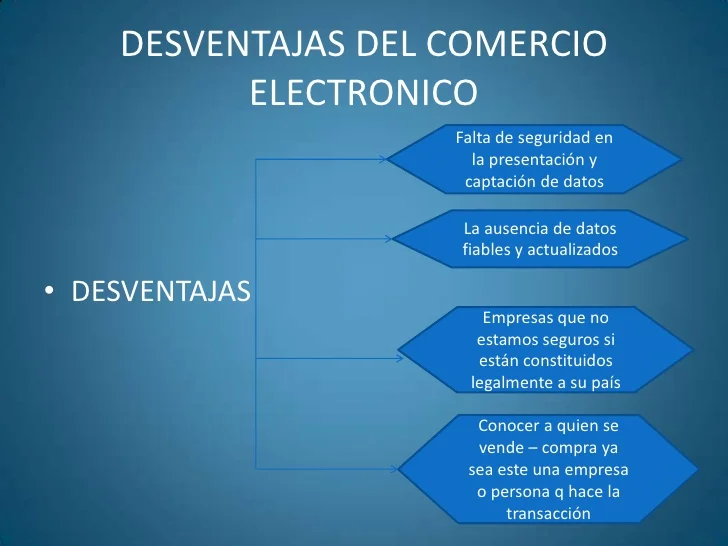 DESVENTAJAS DEL COMERCIO
ELECTRONICO
• DESVENTAJAS
Falta de seguridad en
la presentación y
captación de datos
La ausencia de datos
fiables y actualizados
Empresas que no
estamos seguros si
están constituidos
legalmente a su país
Conocer a quien se
vende – compra ya
sea este una empresa
o persona q hace la
transacción